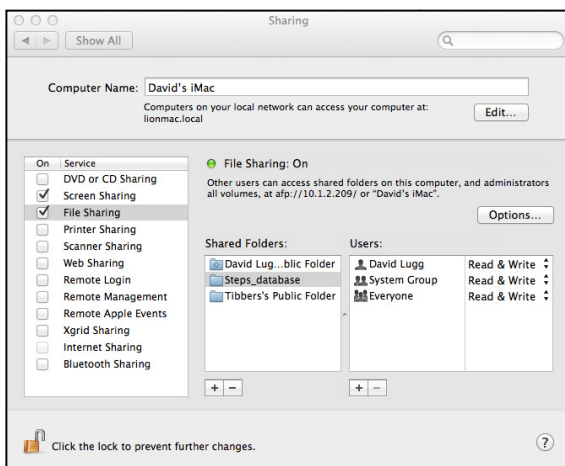 Sharing
Show All
Computer Name: David's iMac
Computers on your local network can access your computer at:
lionmac.local
Edit...
On Service
DVD or CD Sharing
Screen Sharing
File Sharing
Printer Sharing
Scanner Sharing
Web Sharing
Remote Login
Remote Management
Remote Apple Events
Xgrid Sharing
Internet Sharing
Bluetooth Sharing
File Sharing: On
Other users can access shared folders on this computer, and administrators
all volumes, at afp://10.1.2.209/ or “David's iMac”.
Options...
Shared Folders:
David Lug...blic Folder
Steps_database
Tibbers's Public Folder
Users:
David Lugg Read & Write
System Group Read & Write
Everyone Read & Write
+ −
+ −
Click the lock to prevent further changes.
?